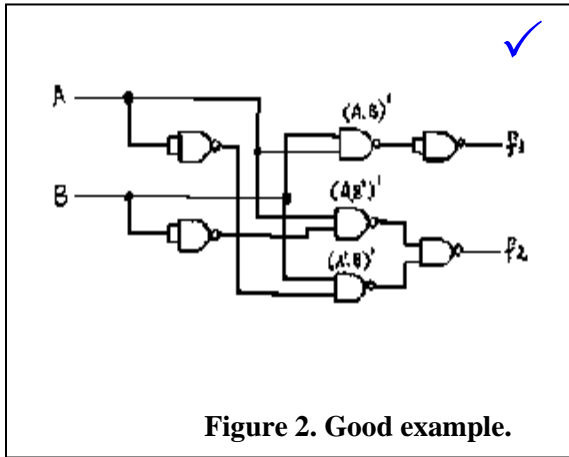 A
(A.B)'
f1
B
(A.B')'
(A'.B)'
f2
Figure 2. Good example.